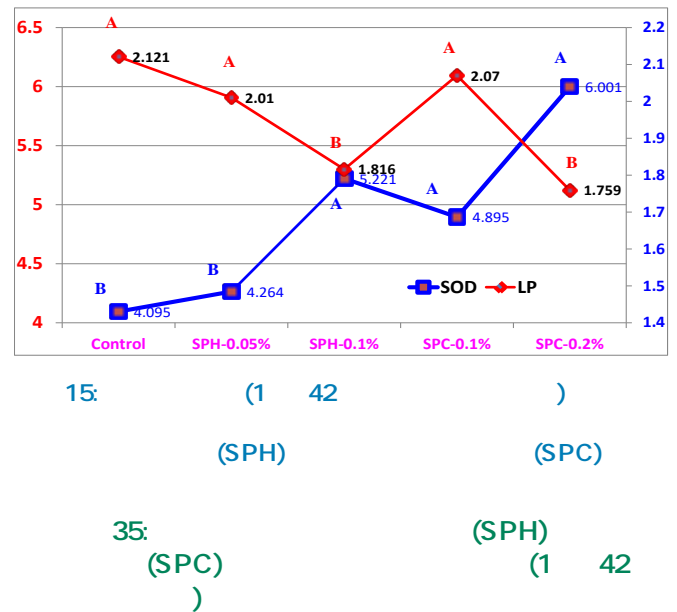 6.5 A A A 2.2
2.121 2.07 6.001 2.1
6 A 2.01 2
5.5 B 1.9
B 1.816 1.8
5.221 1.759
5 A A 4.895 1.7
4.5 B B 4.264 1.6
SOD LP 1.5
4 4.095 1.4
Control SPH-0.05% SPH-0.1% SPC-0.1% SPC-0.2%
15: (1 42 )
(SPH) (SPC)
35: (SPH)
(SPC) (1 42
)